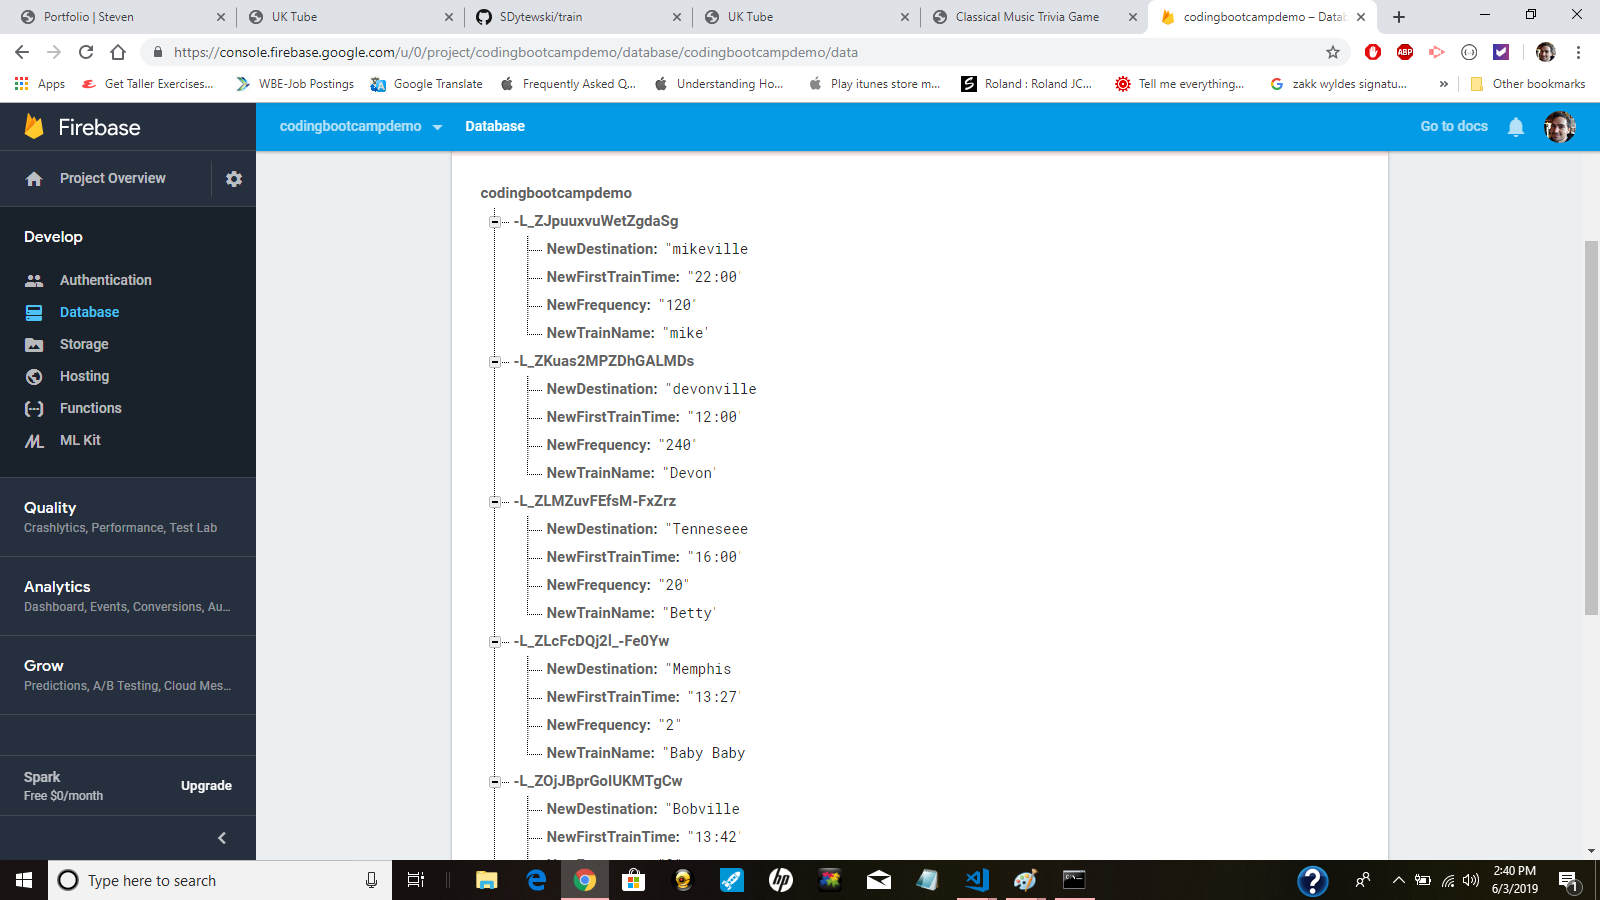 Portfolio | Steven
UK Tube
SDytewski/train
UK Tube
Classical Music Trivia Game
codingbootcampdemo – Datab
https://console.firebase.google.com/u/0/project/codingbootcampdemo/database/codingbootcampdemo/data
ABP
Apps
Get Taller Exercises...
WBE-Job Postings
Google Translate
Frequently Asked Q...
Understanding Ho...
Play itunes store m...
Roland : Roland JC...
Tell me everything...
zakk wyldes signatu...
»
Other bookmarks
Firebase
codingbootcampdemo
Database
Go to docs
Project Overview
Develop
Authentication
Database
Storage
Hosting
Functions
ML Kit
Quality
Crashlytics, Performance, Test Lab
Analytics
Dashboard, Events, Conversions, Au...
Grow
Predictions, A/B Testing, Cloud Mes...
Spark
Free $0/month
Upgrade
codingbootcampdemo
-L_ZJpuuxvuWetZgdaSg
NewDestination: "mikeville
NewFirstTrainTime: "22:00'
NewFrequency: "120'
NewTrainName: "mike'
-L_ZKuas2MPZDhGALMDs
NewDestination: "devonville
NewFirstTrainTime: "12:00'
NewFrequency: "240'
NewTrainName: "Devon'
-L_ZLMZuvFEfsM-FxZrz
NewDestination: "Tenneseee
NewFirstTrainTime: "16:00'
NewFrequency: "20"
NewTrainName: "Betty'
-L_ZLcFcDQj2l_-Fe0Yw
NewDestination: "Memphis
NewFirstTrainTime: "13:27'
NewFrequency: "2"
NewTrainName: "Baby Baby
-L_ZOjJBprGolUKMTgCw
NewDestination: "Bobville
NewFirstTrainTime: "13:42'
Type here to search
2:40 PM
6/3/2019
1